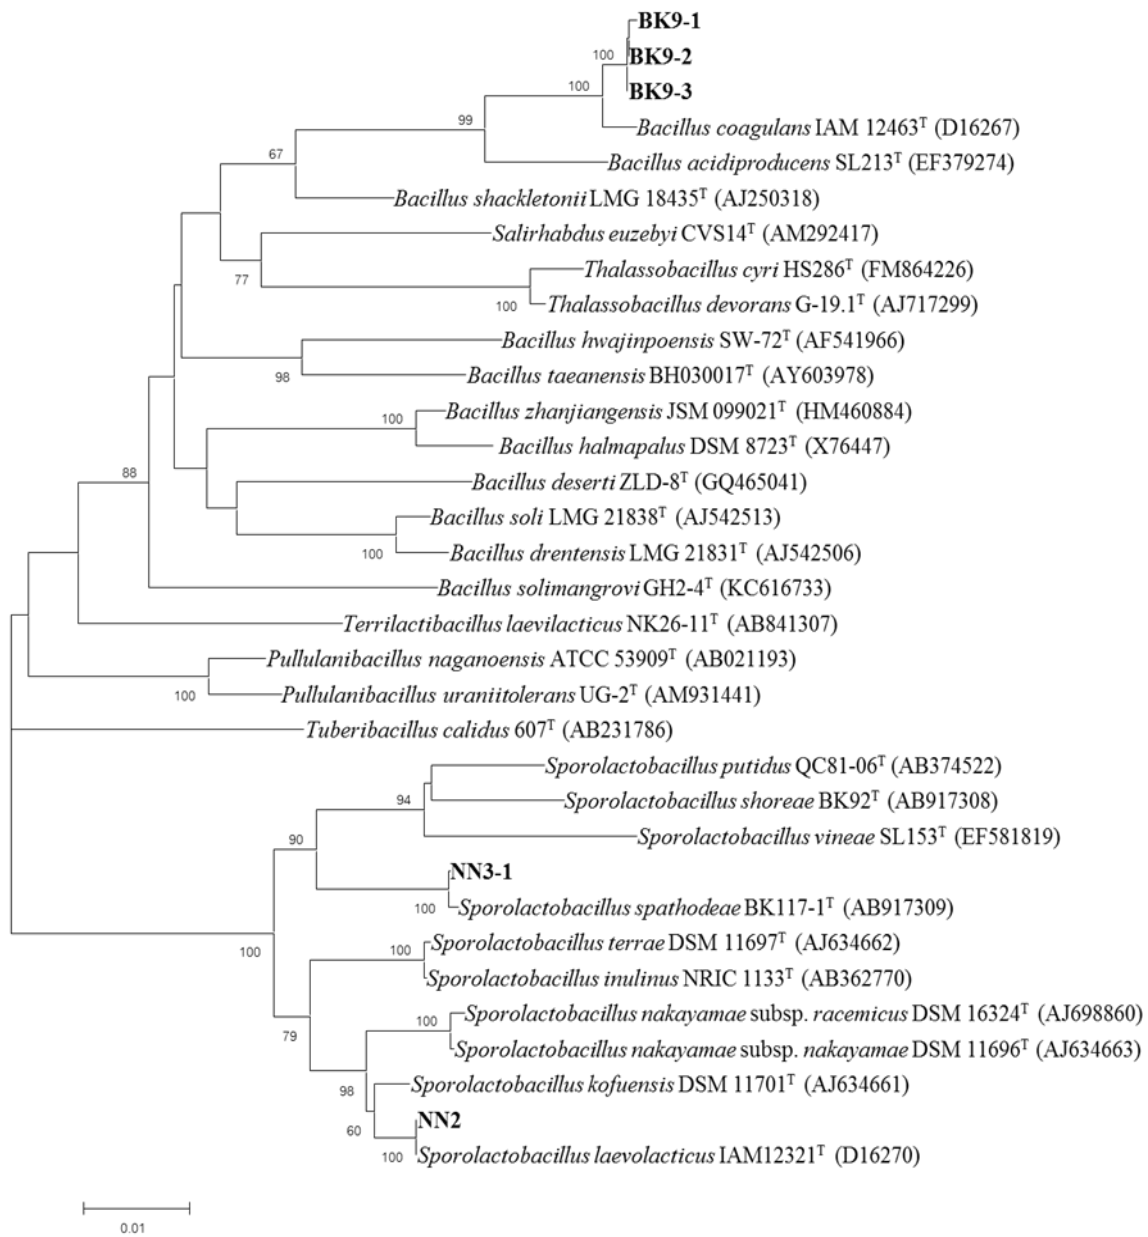 BK9-1
100
BK9-2
100
BK9-3
99
Bacillus coagulans IAM 12463ᵀ (D16267)
67
Bacillus acidiproducens SL213ᵀ (EF379274)
Bacillus shackletonii LMG 18435ᵀ (AJ250318)
Salirhabdus euzebyi CVS14ᵀ (AM292417)
77
Thalassobacillus cyri HS286ᵀ (FM864226)
100
Thalassobacillus devorans G-19.1ᵀ (AJ717299)
Bacillus hwajinpoensis SW-72ᵀ (AF541966)
98
Bacillus taeanensis BH030017ᵀ (AY603978)
100
Bacillus zhanjiangensis JSM 099021ᵀ (HM460884)
Bacillus halmapalus DSM 8723ᵀ (X76447)
88
Bacillus deserti ZLD-8ᵀ (GQ465041)
Bacillus soli LMG 21838ᵀ (AJ542513)
100
Bacillus drentensis LMG 21831ᵀ (AJ542506)
Bacillus solimangrovi GH2-4ᵀ (KC616733)
Terrilactibacillus laevilacticus NK26-11ᵀ (AB841307)
Pullulanibacillus naganoensis ATCC 53909ᵀ (AB021193)
100
Pullulanibacillus uraniitolerans UG-2ᵀ (AM931441)
Tuberibacillus calidus 607ᵀ (AB231786)
Sporolactobacillus putidus QC81-06ᵀ (AB374522)
94
Sporolactobacillus shoreae BK92ᵀ (AB917308)
90
Sporolactobacillus vineae SL153ᵀ (EF581819)
NN3-1
100
Sporolactobacillus spathodeae BK117-1ᵀ (AB917309)
100
100
Sporolactobacillus terrae DSM 11697ᵀ (AJ634662)
Sporolactobacillus inulinus NRIC 1133ᵀ (AB362770)
79
100
Sporolactobacillus nakayamae subsp. racemicus DSM 16324ᵀ (AJ698860)
Sporolactobacillus nakayamae subsp. nakayamae DSM 11696ᵀ (AJ634663)
98
Sporolactobacillus kofuensis DSM 11701ᵀ (AJ634661)
60
NN2
100
Sporolactobacillus laevolacticus IAM12321ᵀ (D16270)
0.01